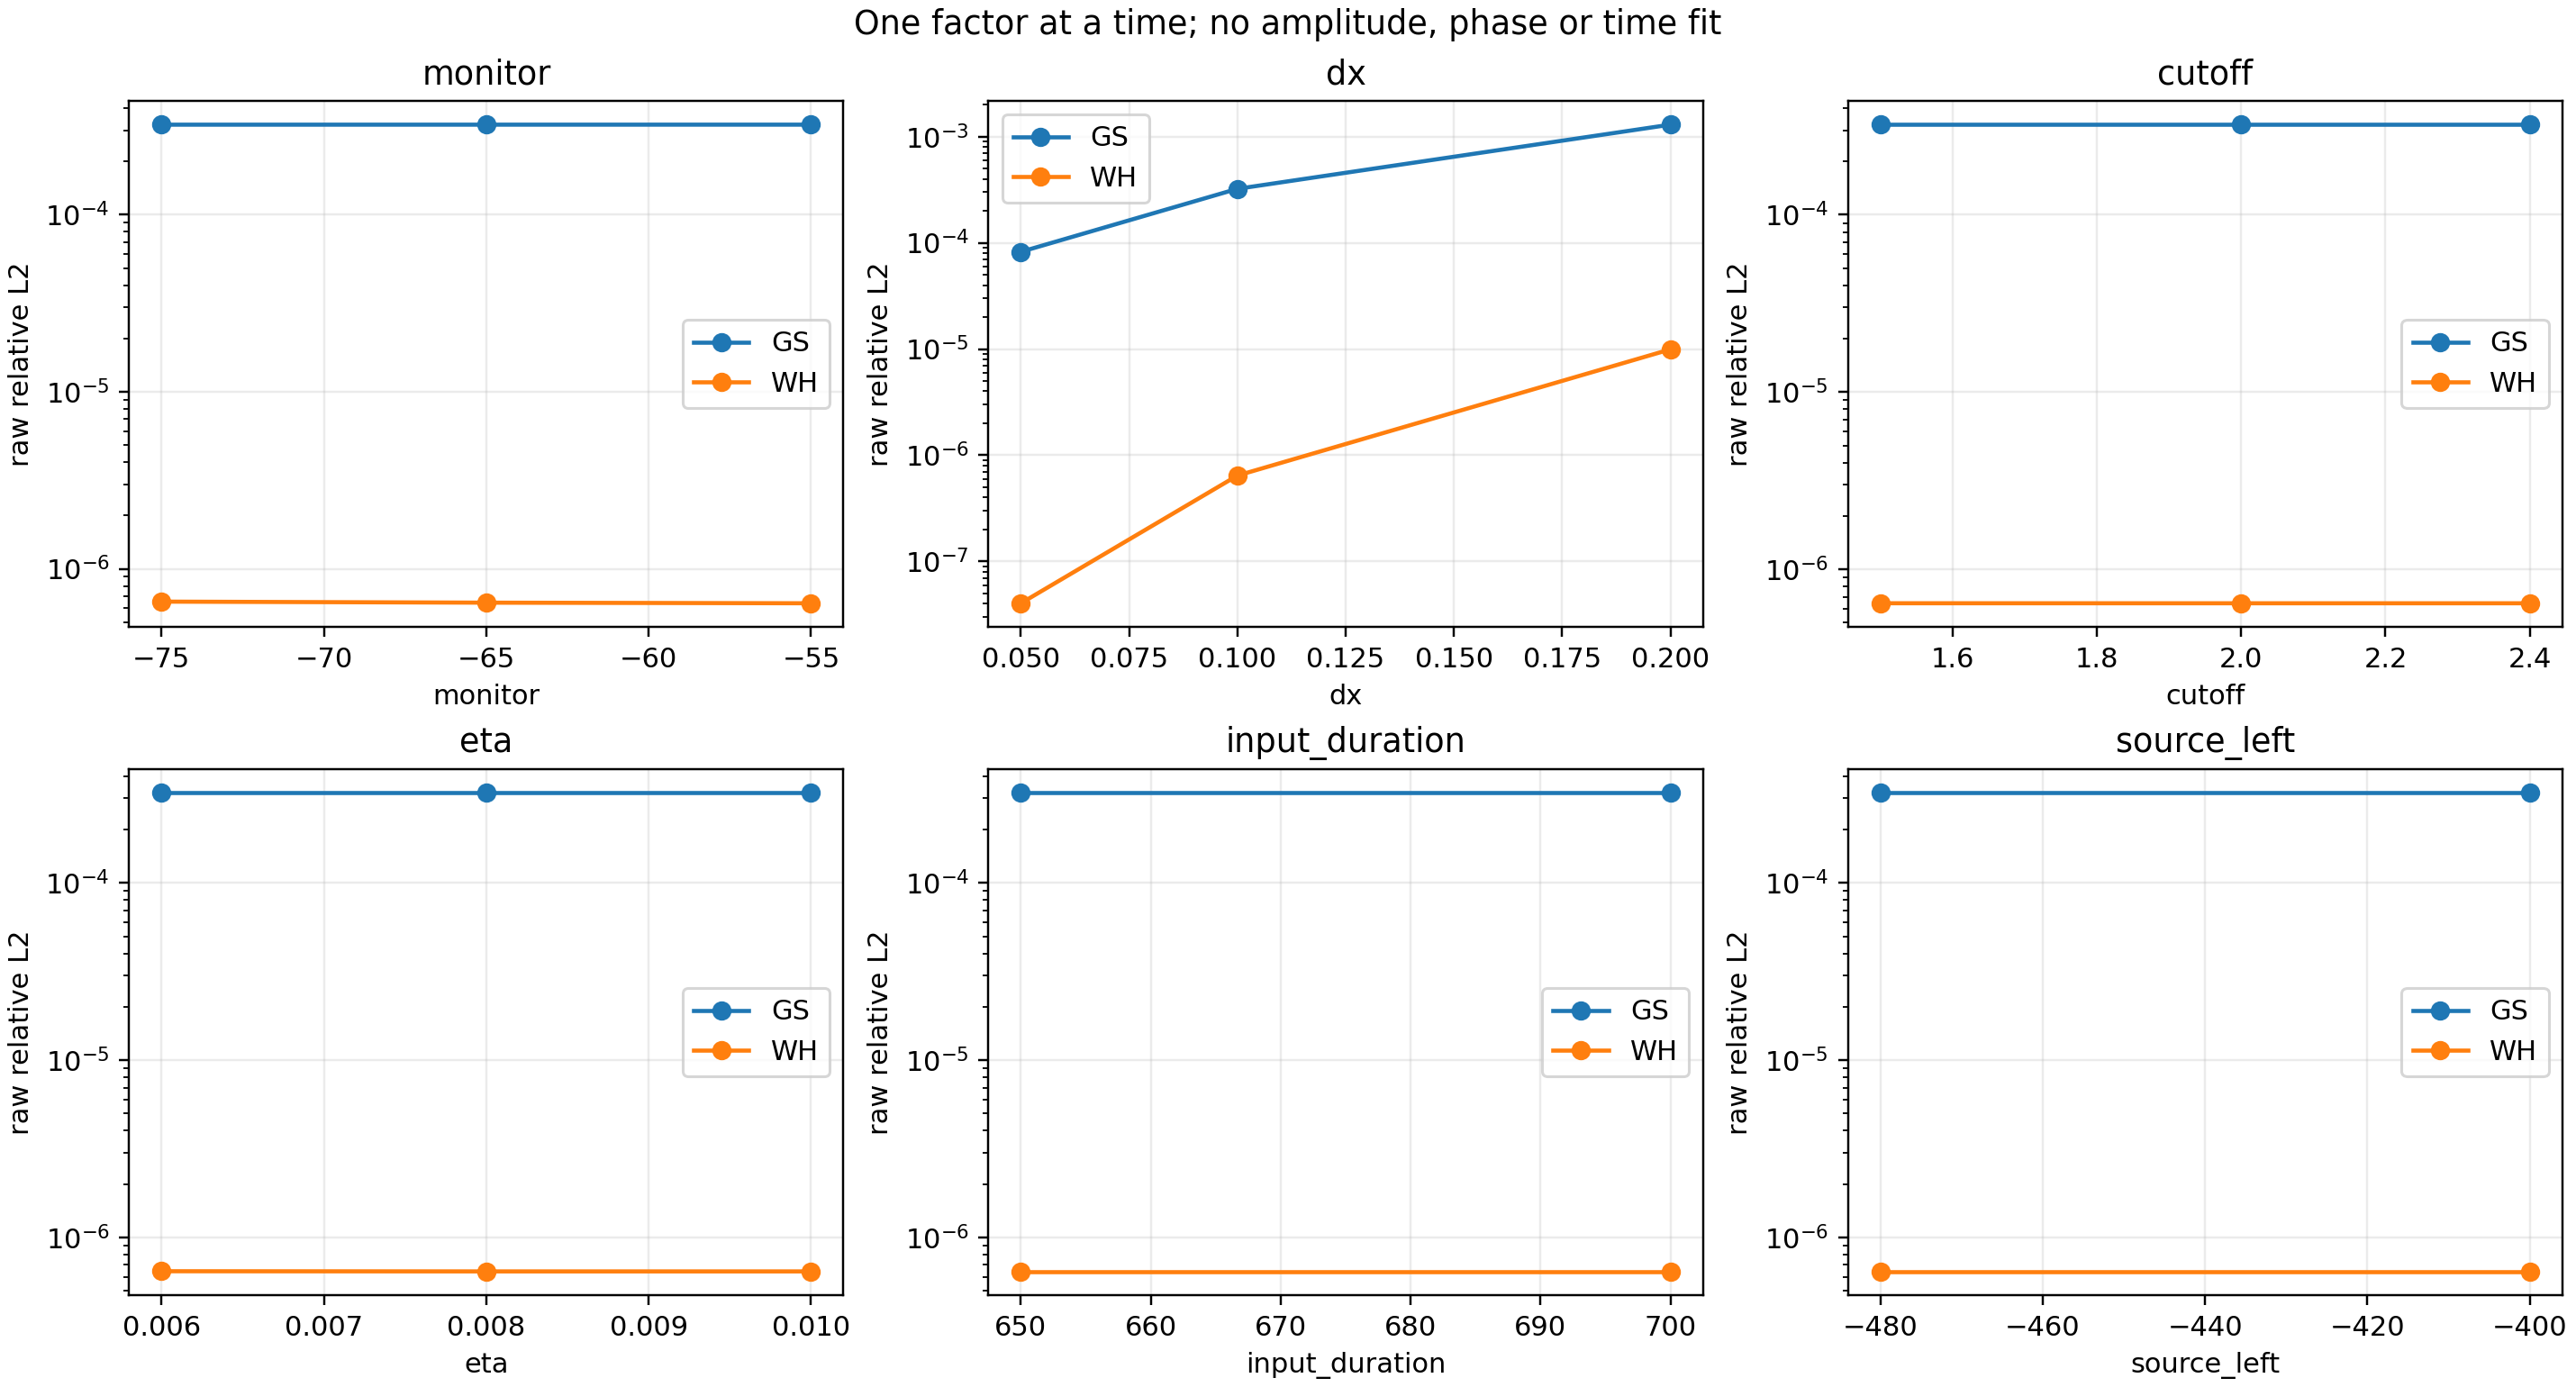 One factor at a time; no amplitude, phase or time fit
monitor
raw relative L2
10⁻⁴
10⁻⁵
10⁻⁶
GS
WH
−75 −70 −65 −60 −55
monitor
dx
raw relative L2
10⁻³
10⁻⁴
10⁻⁵
10⁻⁶
10⁻⁷
GS
WH
0.050 0.075 0.100 0.125 0.150 0.175 0.200
dx
cutoff
raw relative L2
10⁻⁴
10⁻⁵
10⁻⁶
GS
WH
1.6 1.8 2.0 2.2 2.4
cutoff
eta
raw relative L2
10⁻⁴
10⁻⁵
10⁻⁶
GS
WH
0.006 0.007 0.008 0.009 0.010
eta
input_duration
raw relative L2
10⁻⁴
10⁻⁵
10⁻⁶
GS
WH
650 660 670 680 690 700
input_duration
source_left
raw relative L2
10⁻⁴
10⁻⁵
10⁻⁶
GS
WH
−480 −460 −440 −420 −400
source_left